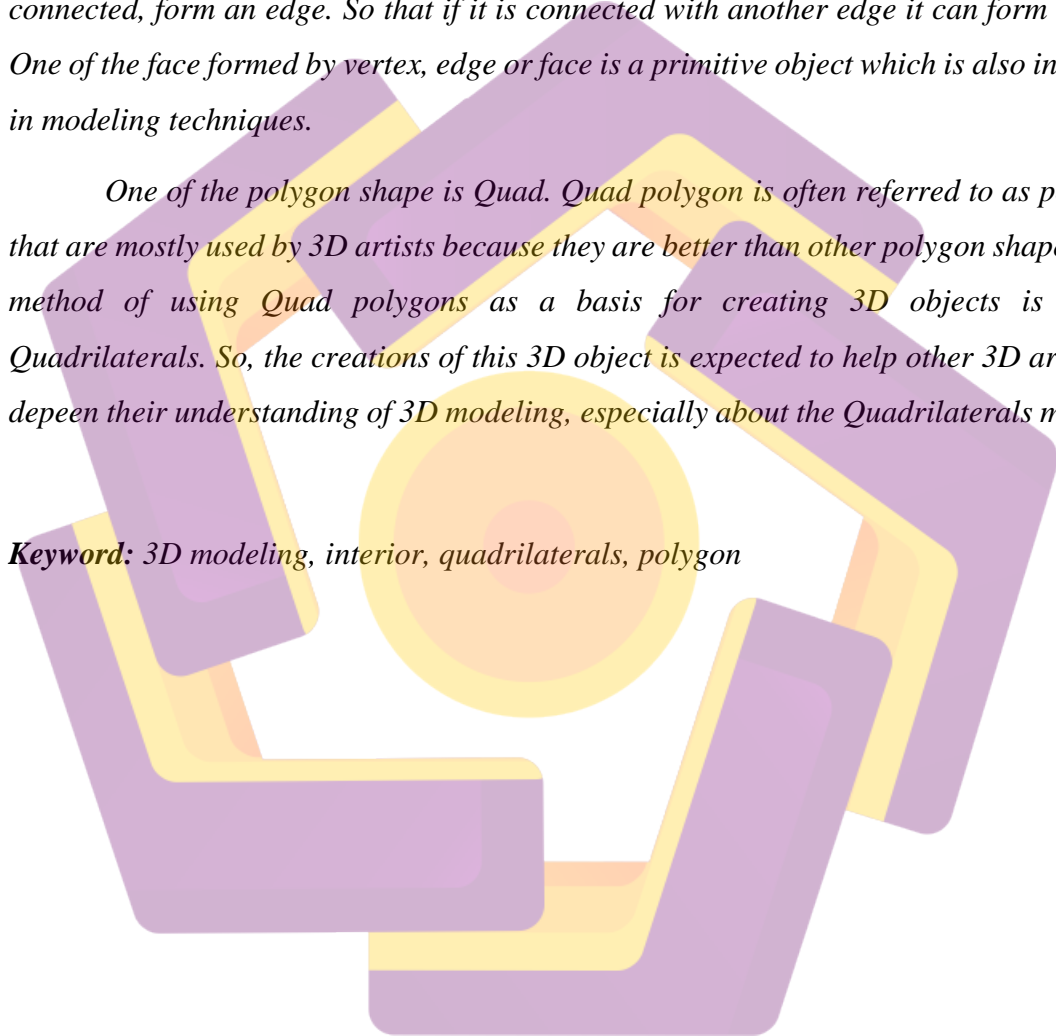 connected, form an edge. So that if it is connected with another edge it can form
One of the face formed by vertex, edge or face is a primitive object which is also in
in modeling techniques.
One of the polygon shape is Quad. Quad polygon is often referred to as p
that are mostly used by 3D artists because they are better than other polygon shape
method of using Quad polygons as a basis for creating 3D objects is
Quadrilaterals. So, the creations of this 3D object is expected to help other 3D ar
depeen their understanding of 3D modeling, especially about the Quadrilaterals m
Keyword: 3D modeling, interior, quadrilaterals, polygon